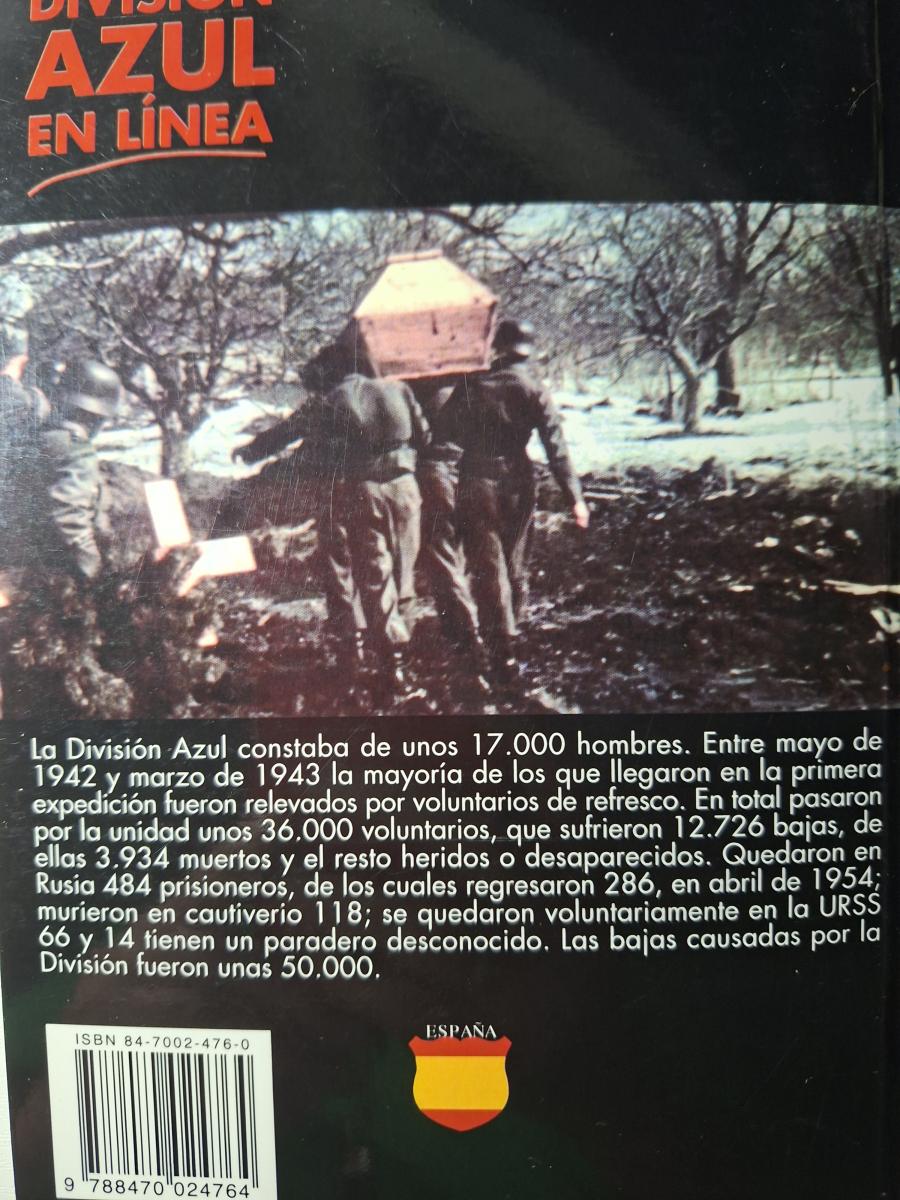 DIVISIÓN
AZUL
EN LÍNEA
La División Azul constaba de unos 17.000 hombres. Entre mayo de
1942 y marzo de 1943 la mayoría de los que llegaron en la primera
expedición fueron relevados por voluntarios de refresco. En total pasaron
por la unidad unos 36.000 voluntarios, que sufrieron 12.726 bajas, de
ellas 3.934 muertos y el resto heridos o desaparecidos. Quedaron en
Rusia 484 prisioneros, de los cuales regresaron 286, en abril de 1954;
murieron en cautiverio 118; se quedaron voluntariamente en la URSS
66 y 14 tienen un paradero desconocido. Las bajas causadas por la
División fueron unas 50.000.
ISBN 84-7002-476-0
9 788470 024764
ESPAÑA